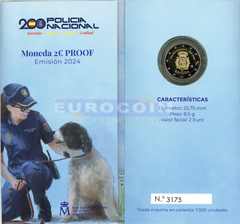 200 POLICIA
NACIONAL
Moneda 2€ PROOF
Emisión 2024
EUROCOIN
CARACTERÍSTICAS
Diámetro: 25,75 mm
Peso: 8,5 g
Valor facial: 2 Euro
N.º 3175
Tirada máxima en cartera: 7.500 unidades